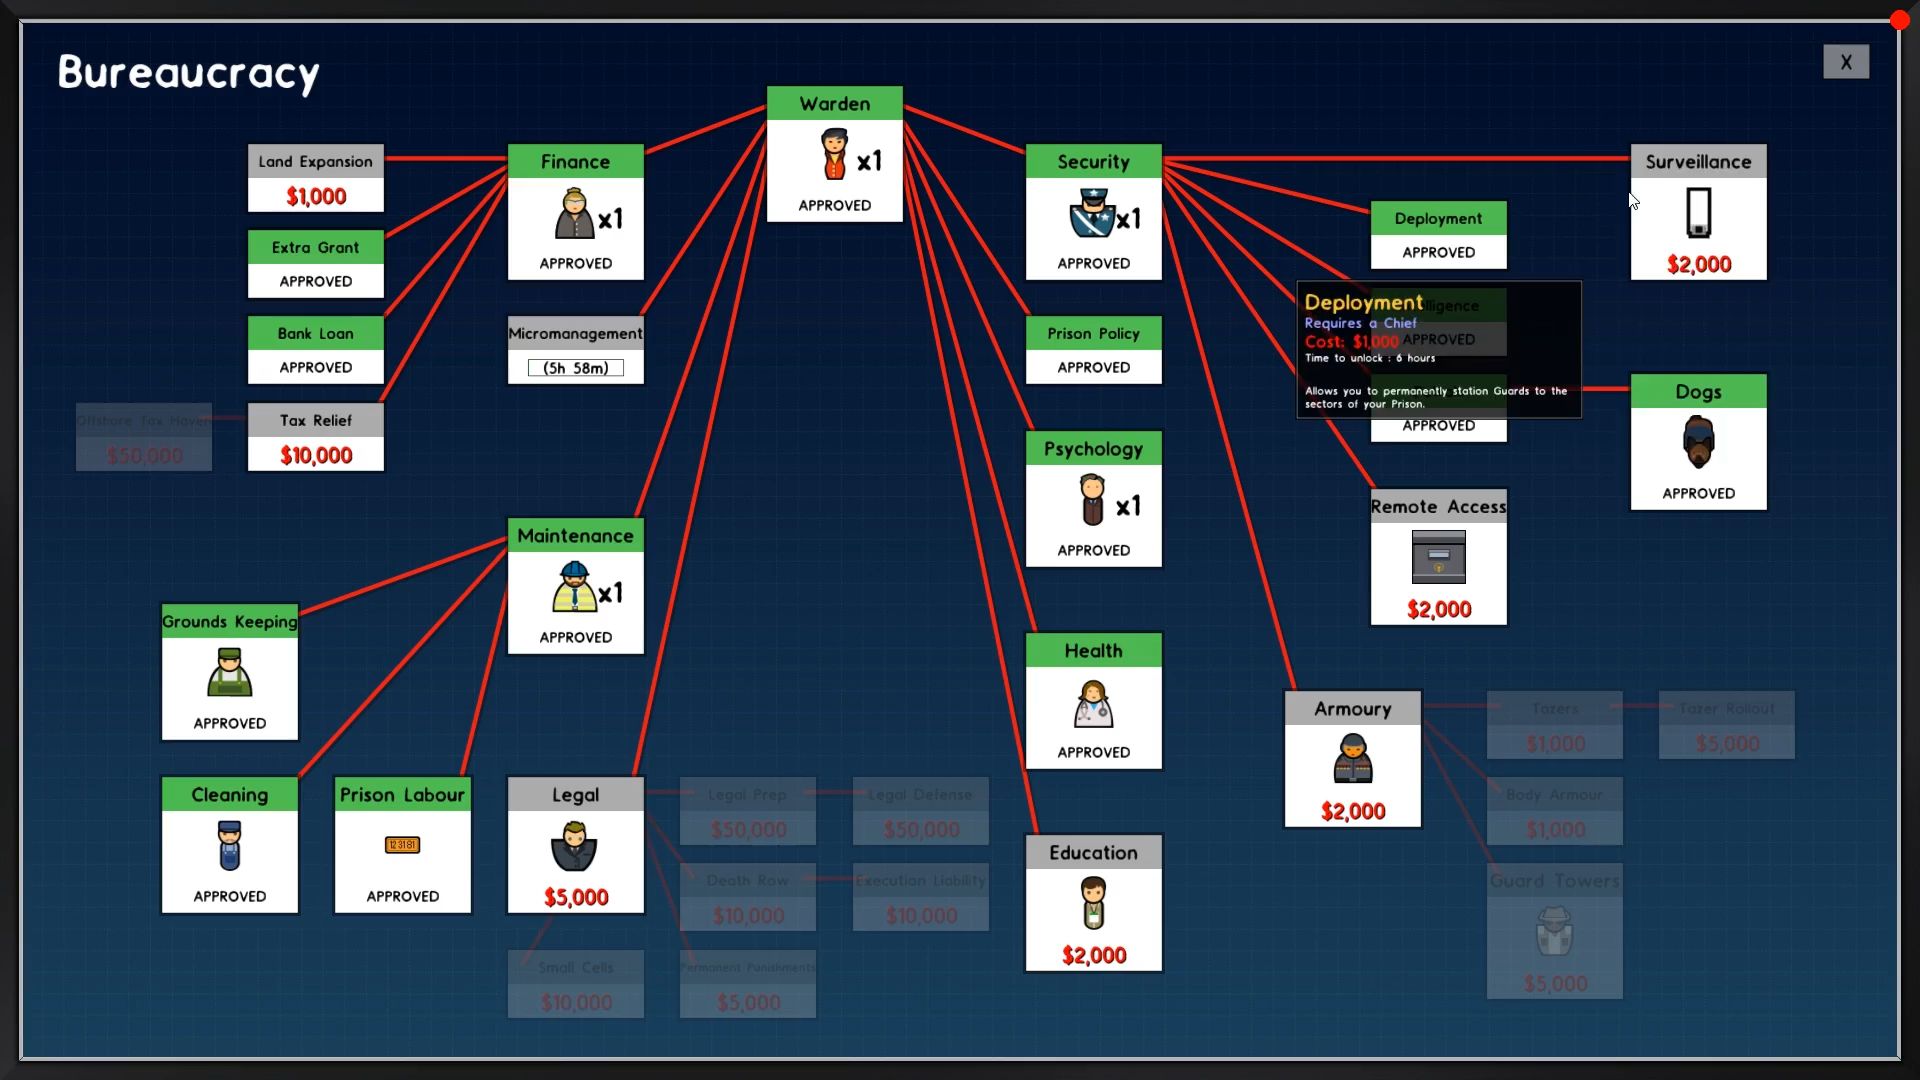 Bureaucracy
X
Warden
x1
APPROVED
Land Expansion
$1,000
Finance
x1
APPROVED
Security
x1
APPROVED
Surveillance
$2,000
Deployment
APPROVED
Extra Grant
APPROVED
Bank Loan
APPROVED
Micromanagement
(5h 58m)
Prison Policy
APPROVED
Deployment
Requires a Chief
Cost: $1,000
Time to unlock : 6 hours
Allows you to permanently station Guards to the
sectors of your Prison.
APPROVED
APPROVED
Dogs
APPROVED
Offshore Tax Haven
$50,000
Tax Relief
$10,000
Psychology
x1
APPROVED
Remote Access
$2,000
Maintenance
x1
APPROVED
Grounds Keeping
APPROVED
Health
APPROVED
Armoury
$2,000
Tazers
$1,000
Tazer Rollout
$5,000
Cleaning
APPROVED
Prison Labour
123181
APPROVED
Legal
$5,000
Legal Prep
$50,000
Legal Defense
$50,000
Body Armour
$1,000
Education
$2,000
Death Row
$10,000
Execution Liability
$10,000
Guard Towers
$5,000
Small Cells
$10,000
Permanent Punishments
$5,000